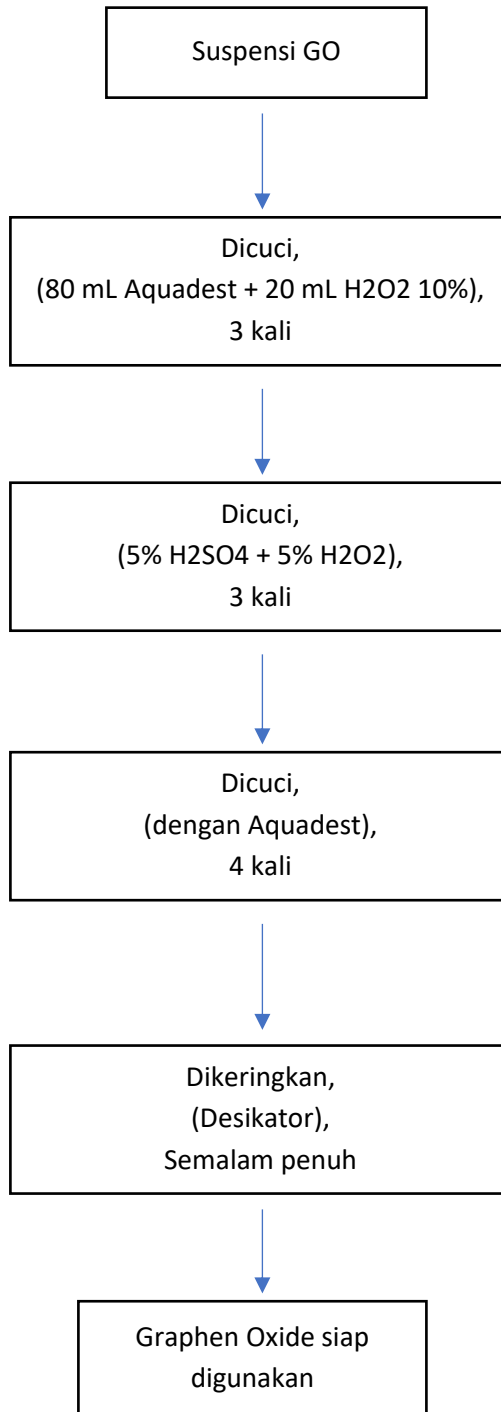 Suspensi GO
Dicuci,
(80 mL Aquadest + 20 mL H2O2 10%),
3 kali
Dicuci,
(5% H2SO4 + 5% H2O2),
3 kali
Dicuci,
(dengan Aquadest),
4 kali
Dikeringkan,
(Desikator),
Semalam penuh
Graphen Oxide siap
digunakan